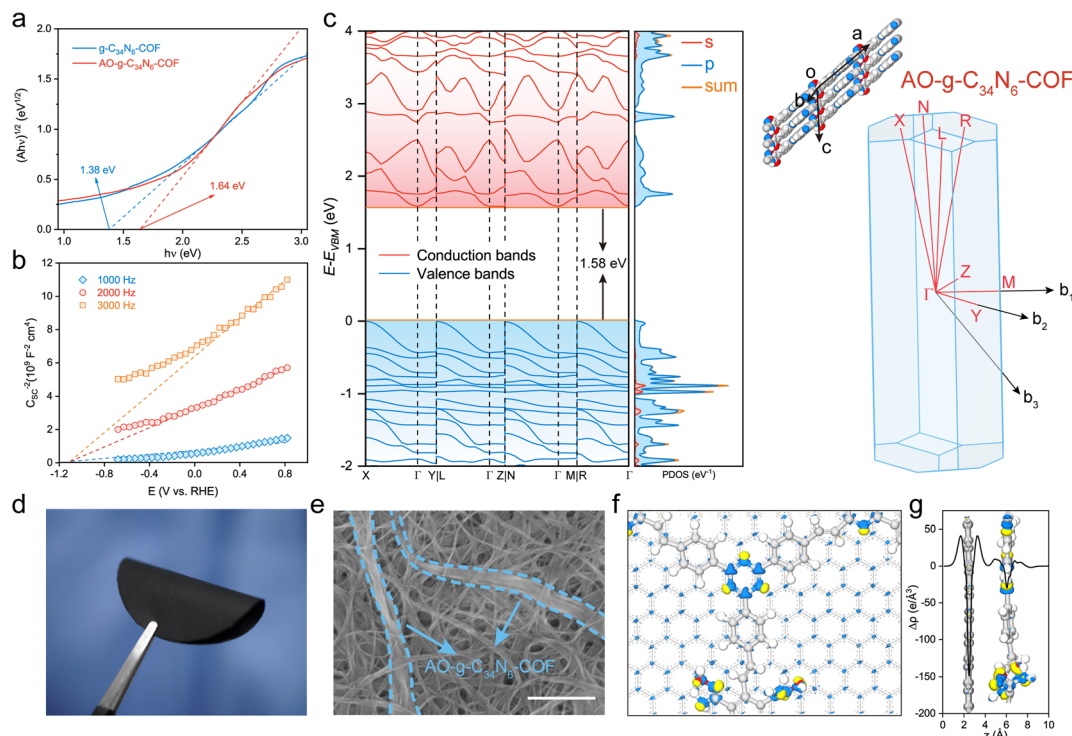 a
g-C34N6-COF
AO-g-C34N6-COF
(Ahν)1/2 (eV1/2)
2.0
1.5
1.0
0.5
0.0
1.38 eV
1.64 eV
1.0 1.5 2.0 2.5 3.0
hν (eV)
b
1000 Hz
2000 Hz
3000 Hz
CSC-2(109 F-2 cm4)
12
10
8
6
4
2
0
-1.2 -0.8 -0.4 0.0 0.4 0.8
E (V vs. RHE)
c
E-EVBM (eV)
4
3
2
1
0
-1
-2
Conduction bands
Valence bands
1.58 eV
X Γ Y|L Γ Z|N Γ M|R Γ
s
p
sum
PDOS (eV-1)
a
o
b
c
AO-g-C34N6-COF
X
N
R
L
Γ
Z
M
Y
b1
b2
b3
d
e
AO-g-C34N6-COF
f
g
Δρ (e/Å3)
50
0
-50
-100
-150
-200
0 2 4 6 8 10
z (Å)